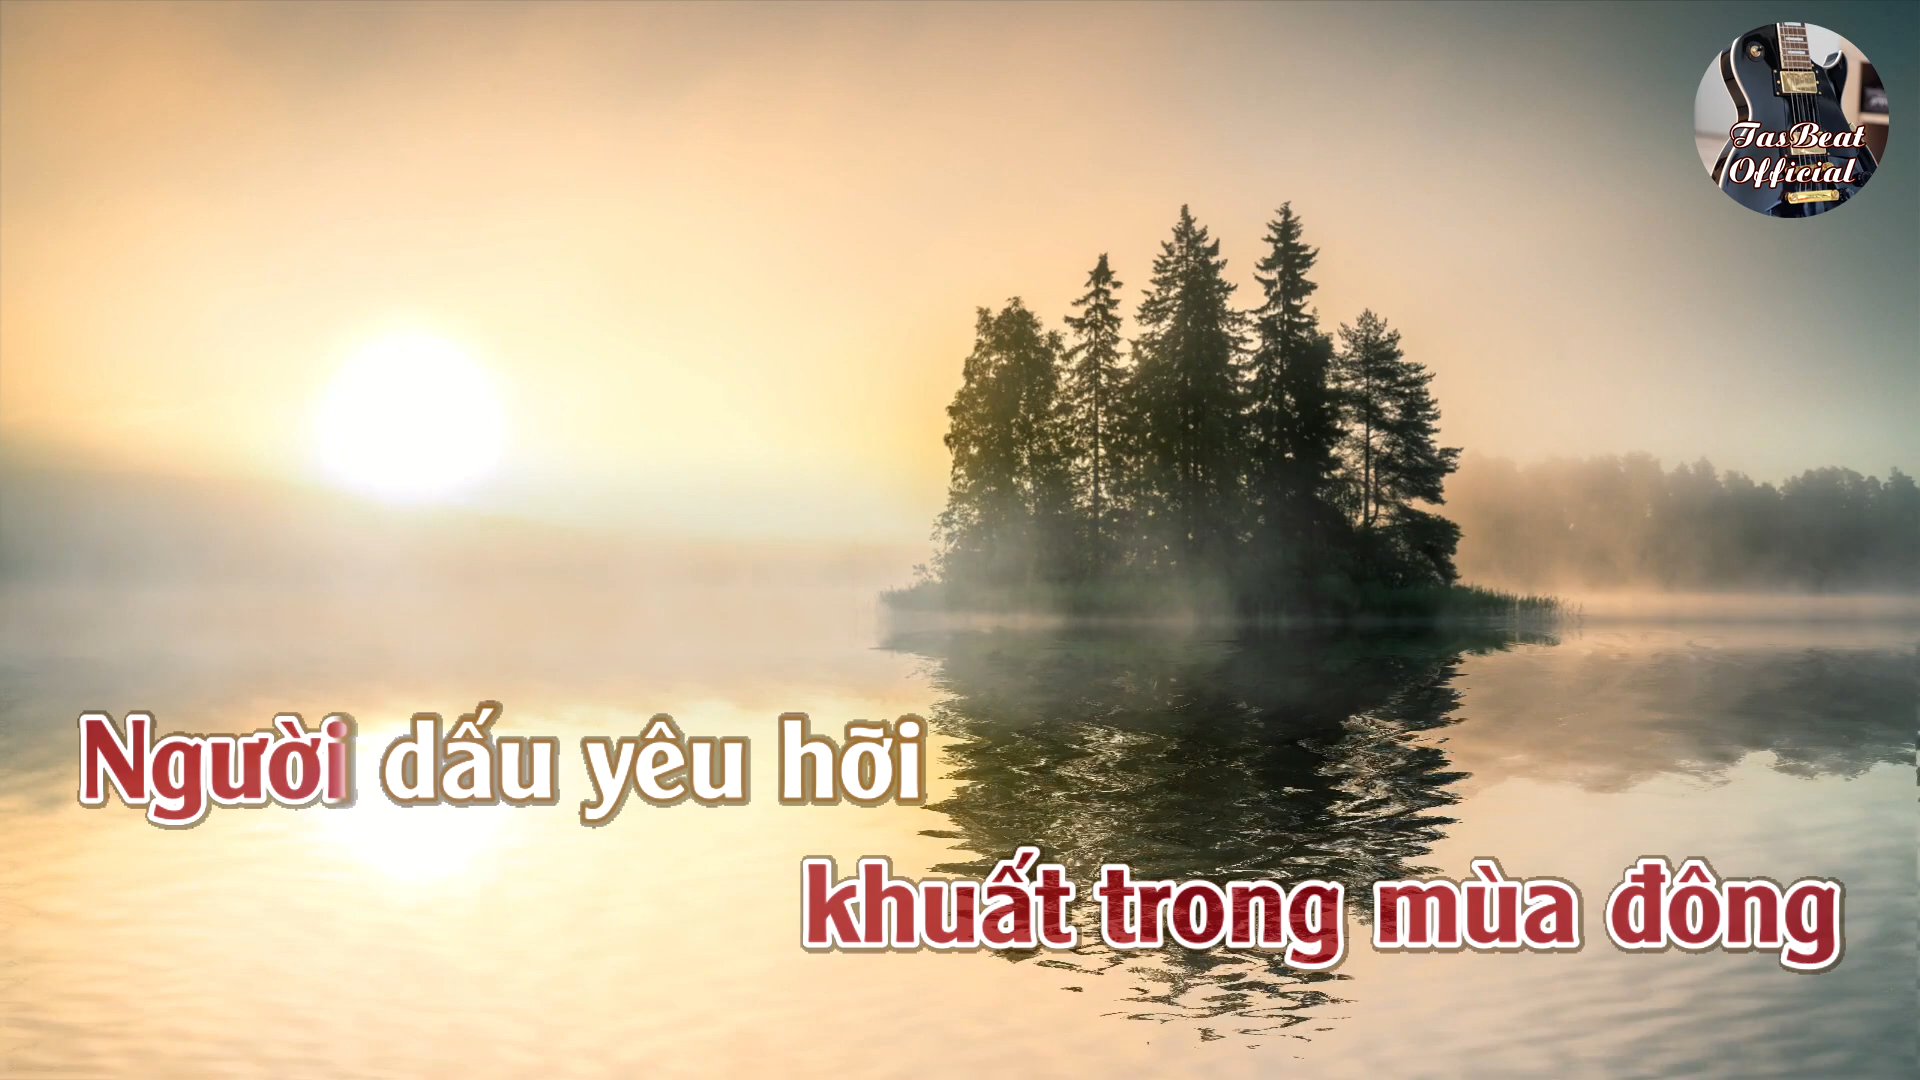 TasBeat
Official
Người dấu yêu hỡi
khuất trong mùa đông